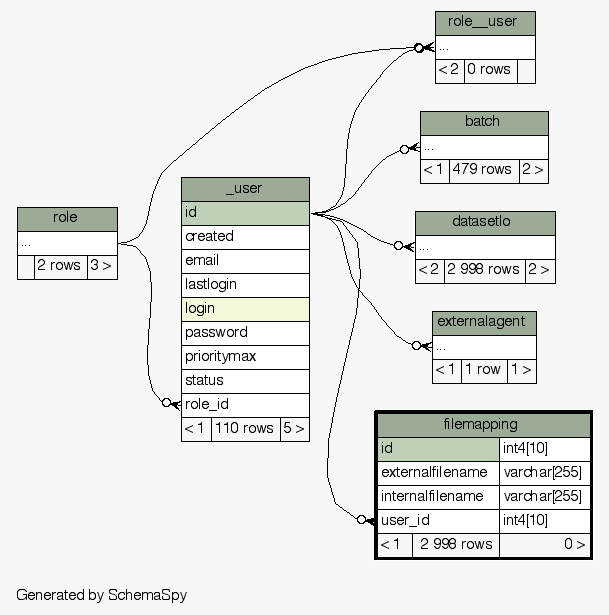 role__user
...
< 2 0 rows
batch
...
< 1 479 rows 2 >
_user
id
created
email
lastlogin
login
password
prioritymax
status
role_id
< 1 110 rows 5 >
role
...
2 rows 3 >
datasetlo
...
< 2 2 998 rows 2 >
externalagent
...
< 1 1 row 1 >
filemapping
id int4[10]
externalfilename varchar[255]
internalfilename varchar[255]
user_id int4[10]
< 1 2 998 rows 0 >
Generated by SchemaSpy